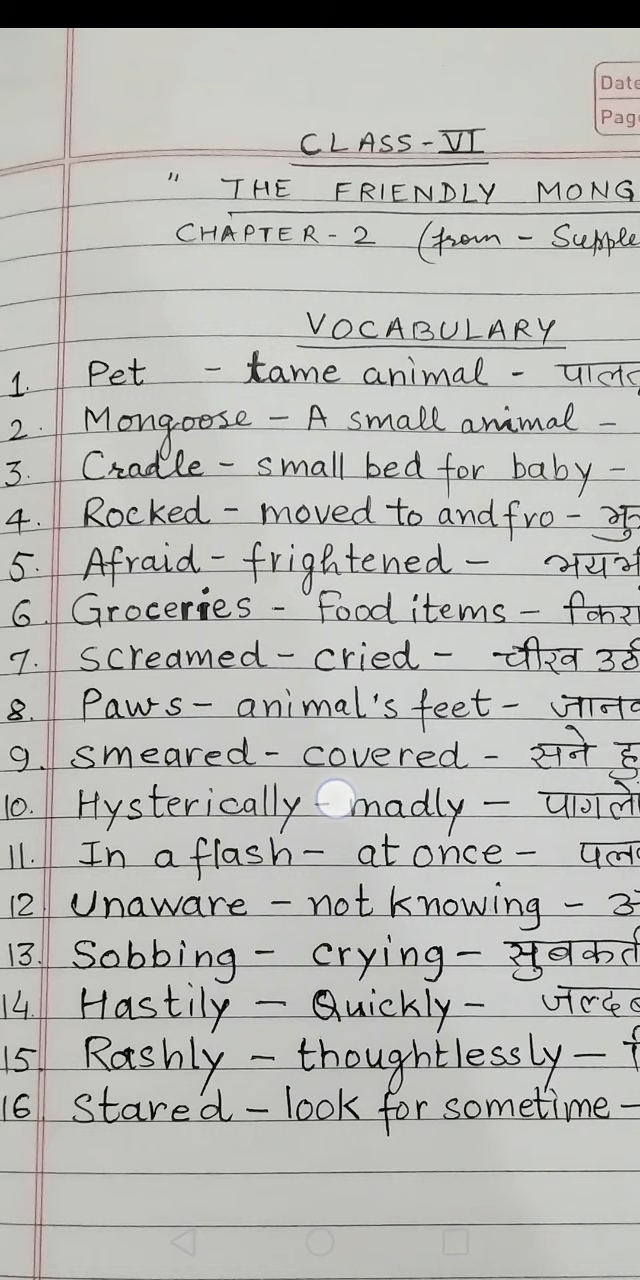 Date
Page
CLASS-VI
" THE FRIENDLY MONG
CHAPTER-2 (from - Supple
VOCABULARY
1. Pet - tame animal - पालतू
2. Mongoose - A small animal -
3. Cradle - small bed for baby -
4. Rocked - moved to and fro -
5. Afraid - frightened - भयभी
6. Groceries - Food items - किरा
7. Screamed - cried - चीख उठी
8. Paws - animal's feet - जानव
9. Smeared - covered - सने हु
10. Hysterically - madly - पागलो
11. In a flash - at once - पलक
12 Unaware - not knowing - अ
13. Sobbing - crying - सुबकती
14. Hastily - Quickly - जल्दब
15 Rashly - thoughtlessly -
16 Stared - look for sometime -